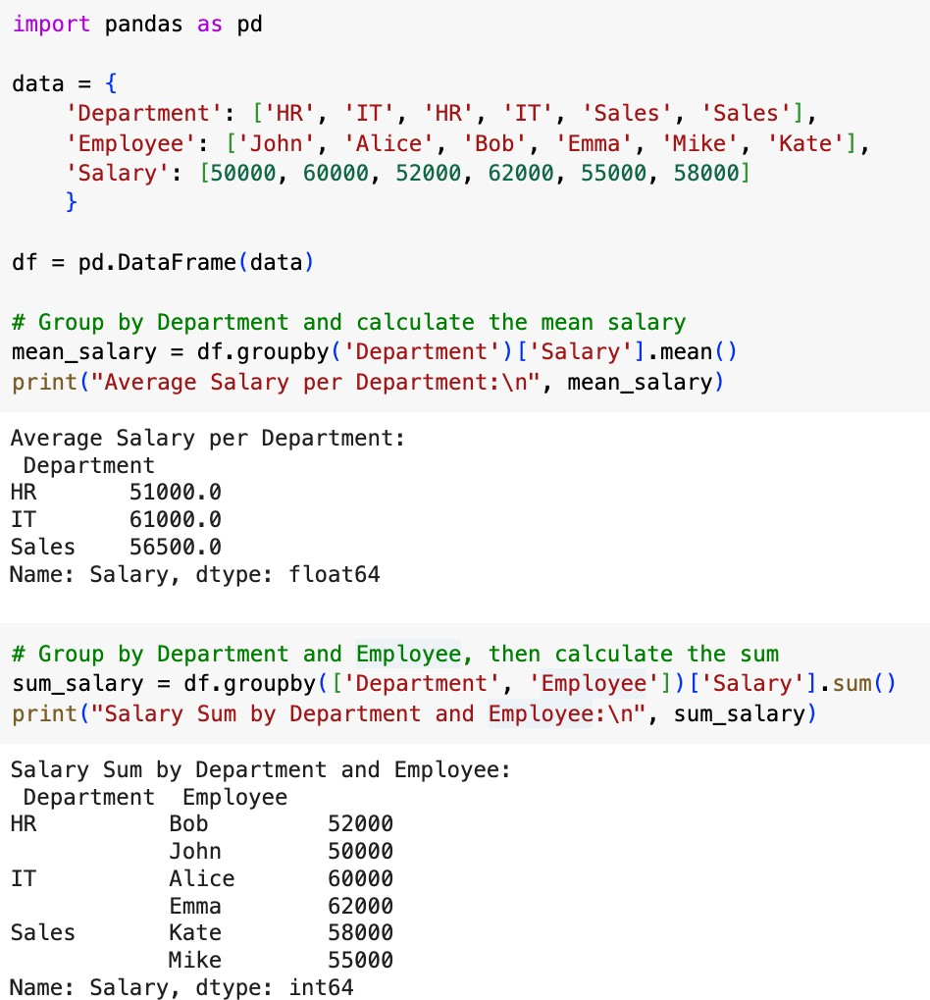 import pandas as pd
data = {
    'Department': ['HR', 'IT', 'HR', 'IT', 'Sales', 'Sales'],
    'Employee': ['John', 'Alice', 'Bob', 'Emma', 'Mike', 'Kate'],
    'Salary': [50000, 60000, 52000, 62000, 55000, 58000]
    }
df = pd.DataFrame(data)
# Group by Department and calculate the mean salary
mean_salary = df.groupby('Department')['Salary'].mean()
print("Average Salary per Department:\n", mean_salary)
Average Salary per Department:
 Department
HR       51000.0
IT       61000.0
Sales    56500.0
Name: Salary, dtype: float64
# Group by Department and Employee, then calculate the sum
sum_salary = df.groupby(['Department', 'Employee'])['Salary'].sum()
print("Salary Sum by Department and Employee:\n", sum_salary)
Salary Sum by Department and Employee:
 Department  Employee
HR          Bob         52000
            John        50000
IT          Alice       60000
            Emma        62000
Sales       Kate        58000
            Mike        55000
Name: Salary, dtype: int64